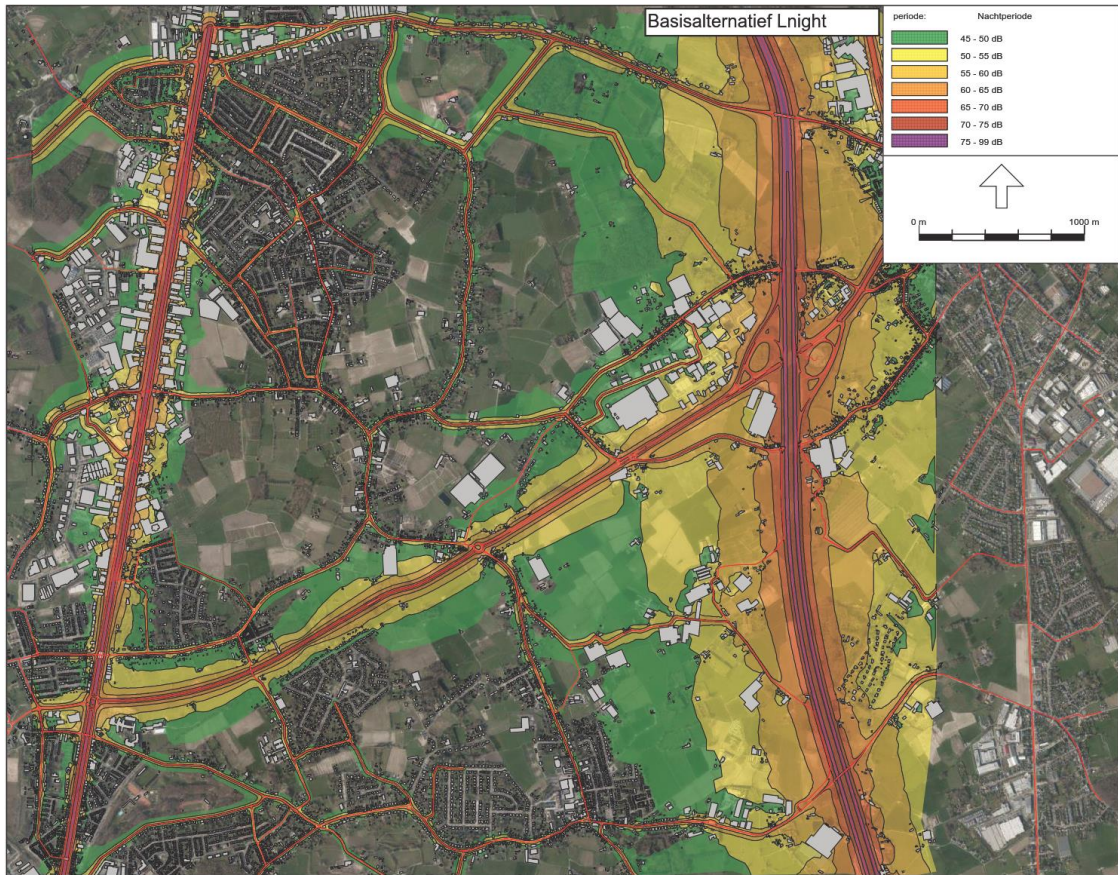 Basisalternatief Lnight
periode: Nachtperiode
45 - 50 dB
50 - 55 dB
55 - 60 dB
60 - 65 dB
65 - 70 dB
70 - 75 dB
75 - 99 dB
0 m 1000 m